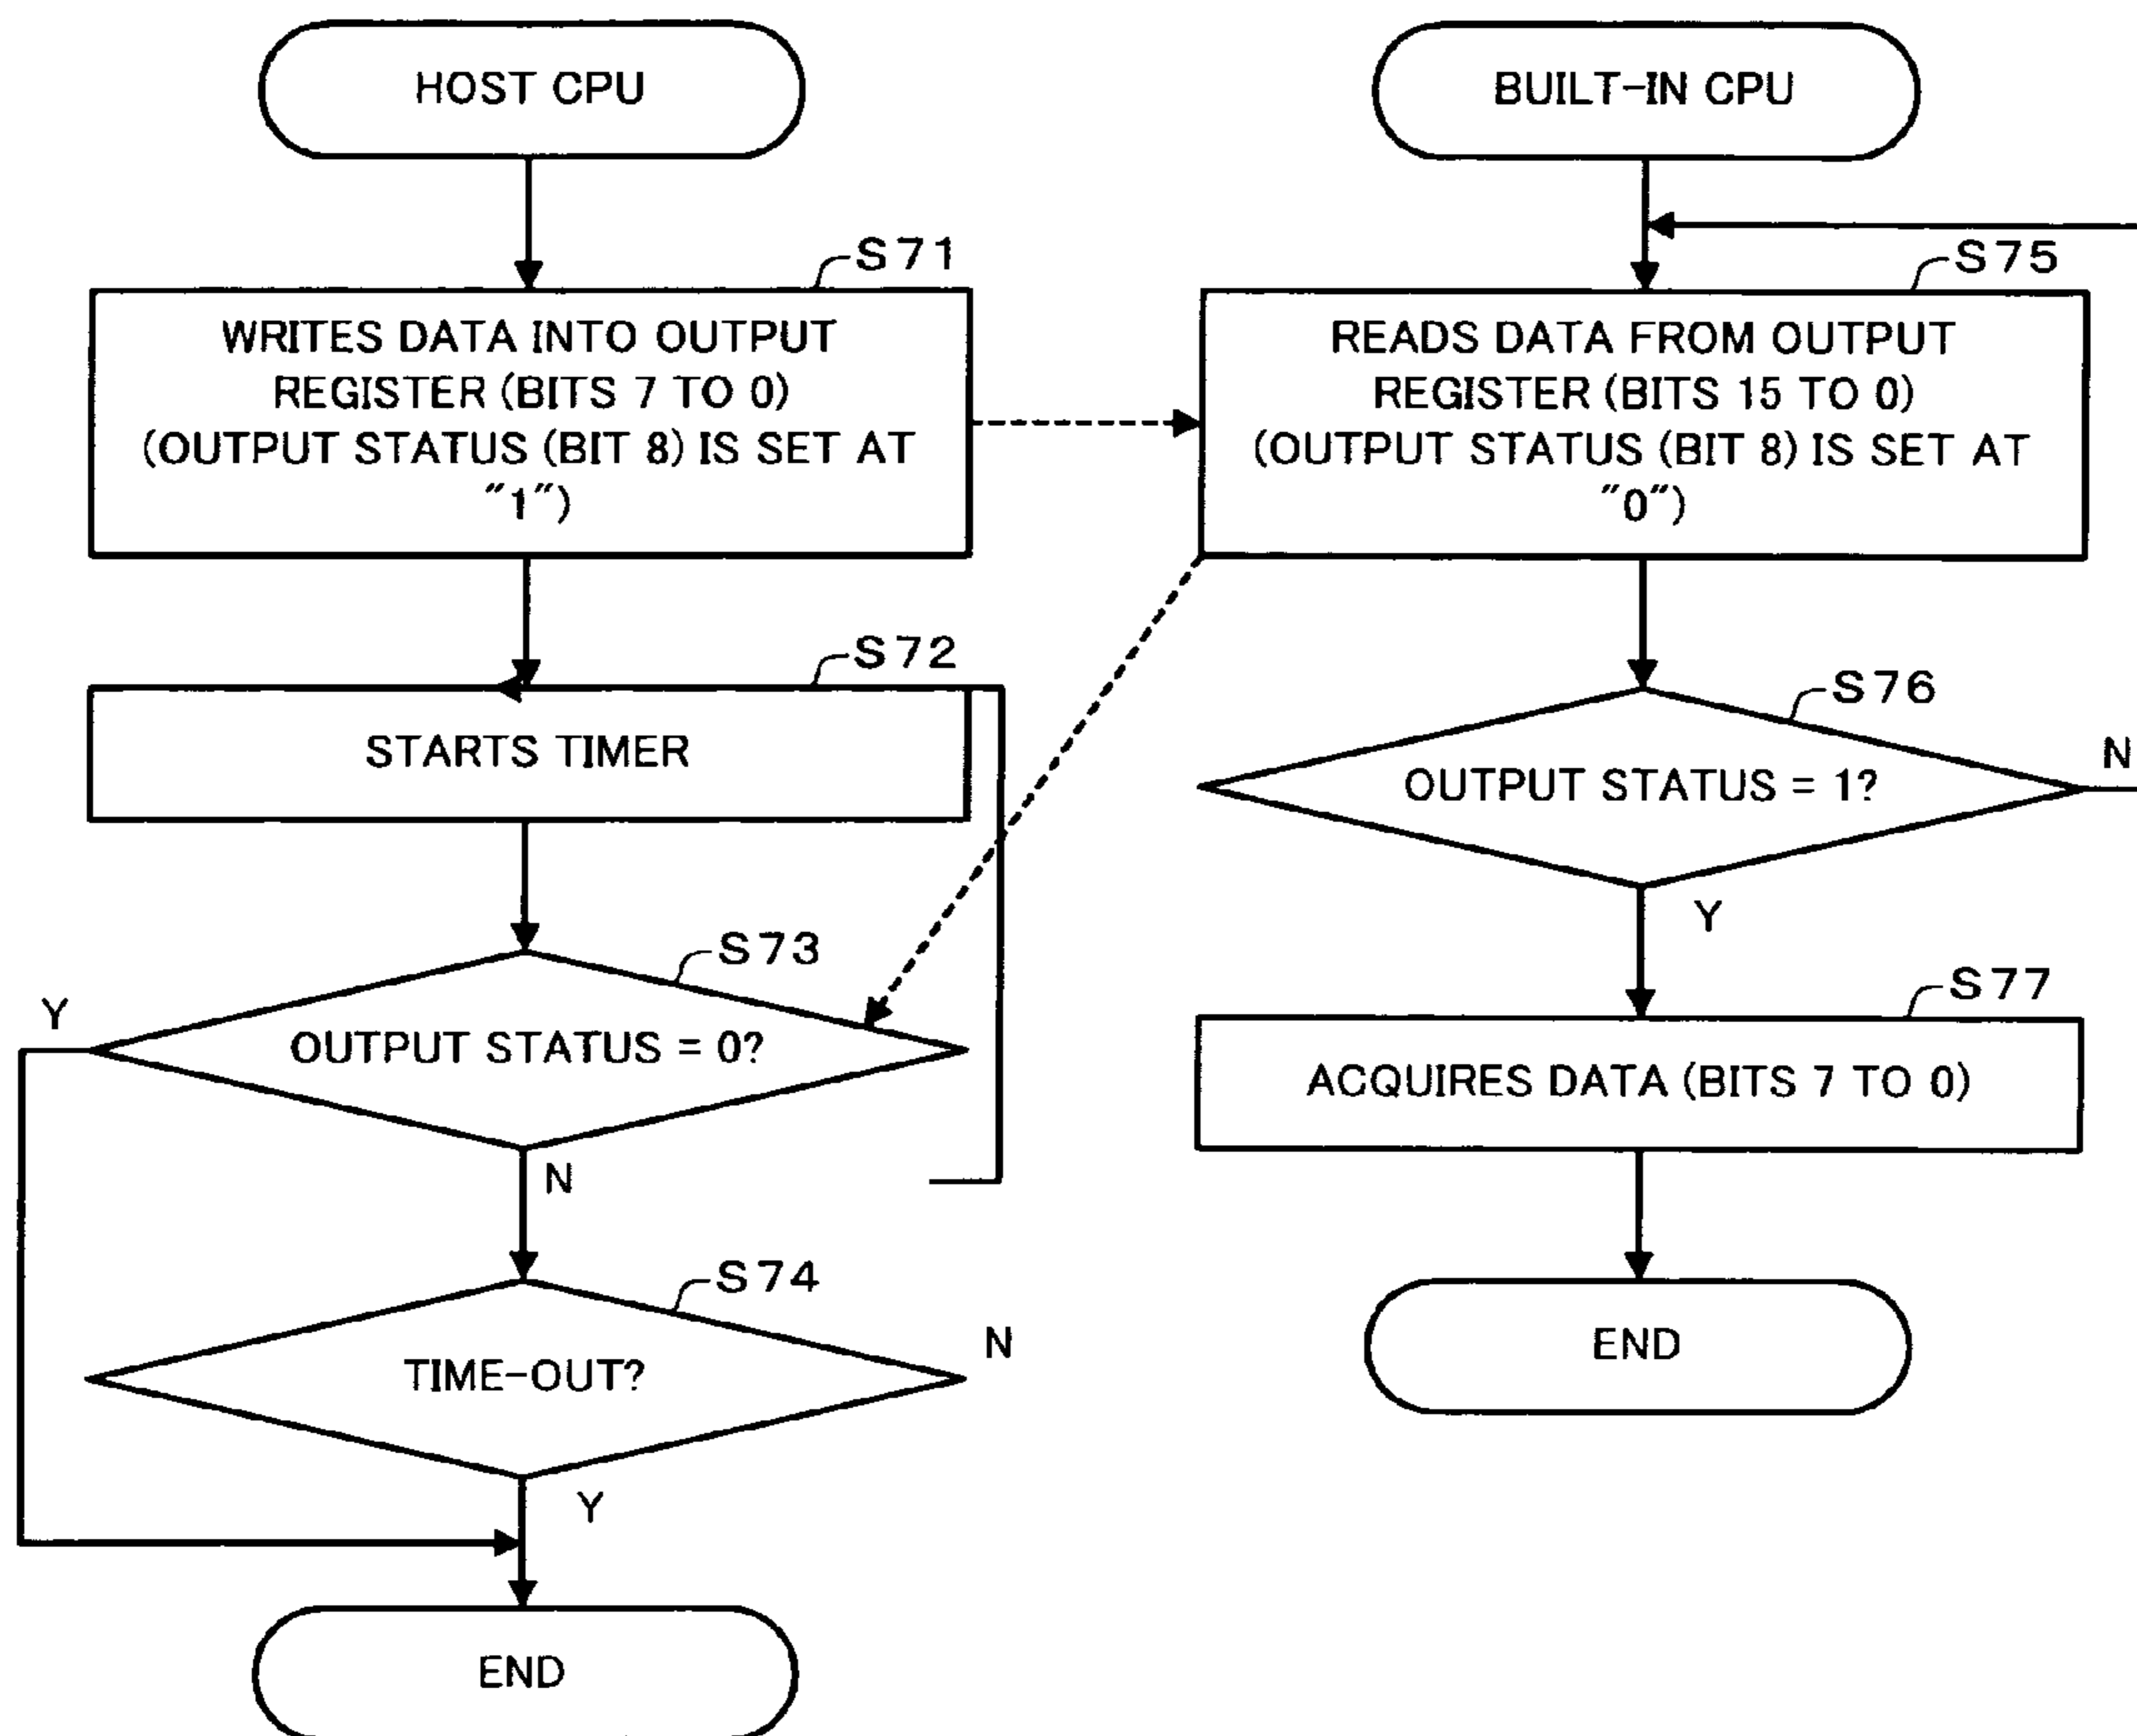 HOST CPU
S71
WRITES DATA INTO OUTPUT
REGISTER (BITS 7 TO 0)
(OUTPUT STATUS (BIT 8) IS SET AT
"1")
S72
STARTS TIMER
S73
OUTPUT STATUS = 0?
Y
N
S74
TIME-OUT?
N
Y
END
BUILT-IN CPU
S75
READS DATA FROM OUTPUT
REGISTER (BITS 15 TO 0)
(OUTPUT STATUS (BIT 8) IS SET AT
"0")
S76
OUTPUT STATUS = 1?
N
Y
S77
ACQUIRES DATA (BITS 7 TO 0)
END